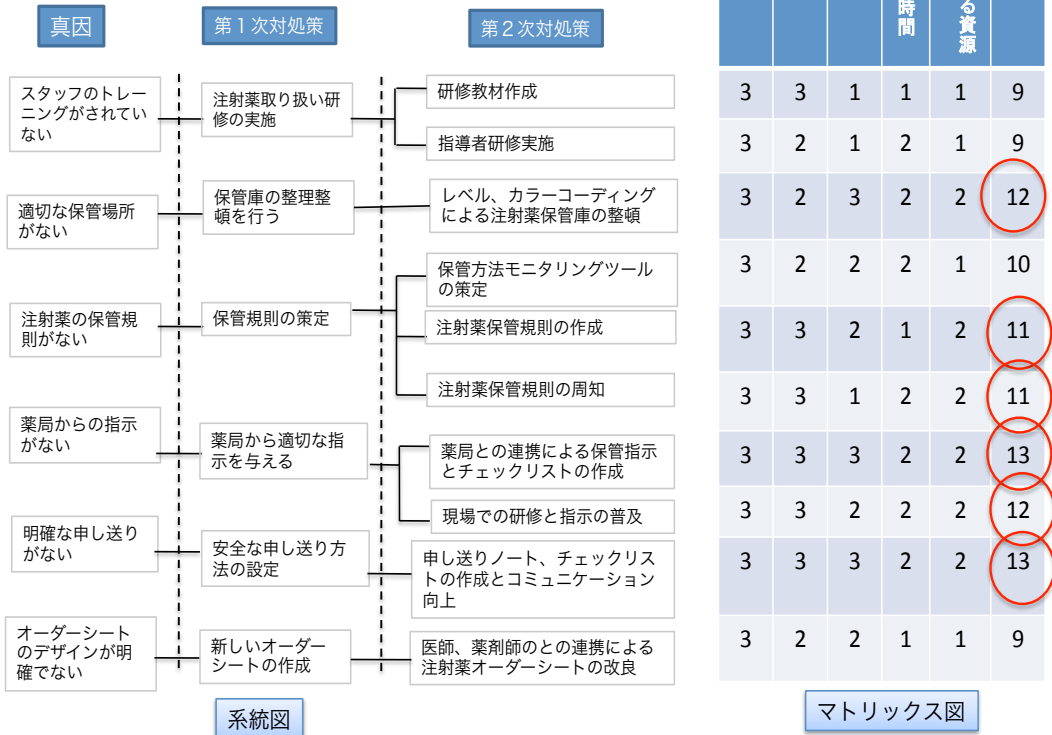 真因
第1次対処策
第2次対処策
スタッフのトレー
ニングがされてい
ない
注射薬取り扱い研
修の実施
研修教材作成
指導者研修実施
適切な保管場所
がない
保管庫の整理整
頓を行う
レベル、カラーコーディング
による注射薬保管庫の整頓
注射薬の保管規
則がない
保管規則の策定
保管方法モニタリングツール
の策定
注射薬保管規則の作成
注射薬保管規則の周知
薬局からの指示
がない
薬局から適切な指
示を与える
薬局との連携による保管指示
とチェックリストの作成
現場での研修と指示の普及
明確な申し送り
がない
安全な申し送り方
法の設定
申し送りノート、チェックリス
トの作成とコミュニケーション
向上
オーダーシート
のデザインが明
確でない
新しいオーダー
シートの作成
医師、薬剤師のとの連携による
注射薬オーダーシートの改良
系統図
時間
る資源
3 3 1 1 1 9
3 2 1 2 1 9
3 2 3 2 2 12
3 2 2 2 1 10
3 3 2 1 2 11
3 3 1 2 2 11
3 3 3 2 2 13
3 3 2 2 2 12
3 3 3 2 2 13
3 2 2 1 1 9
マトリックス図